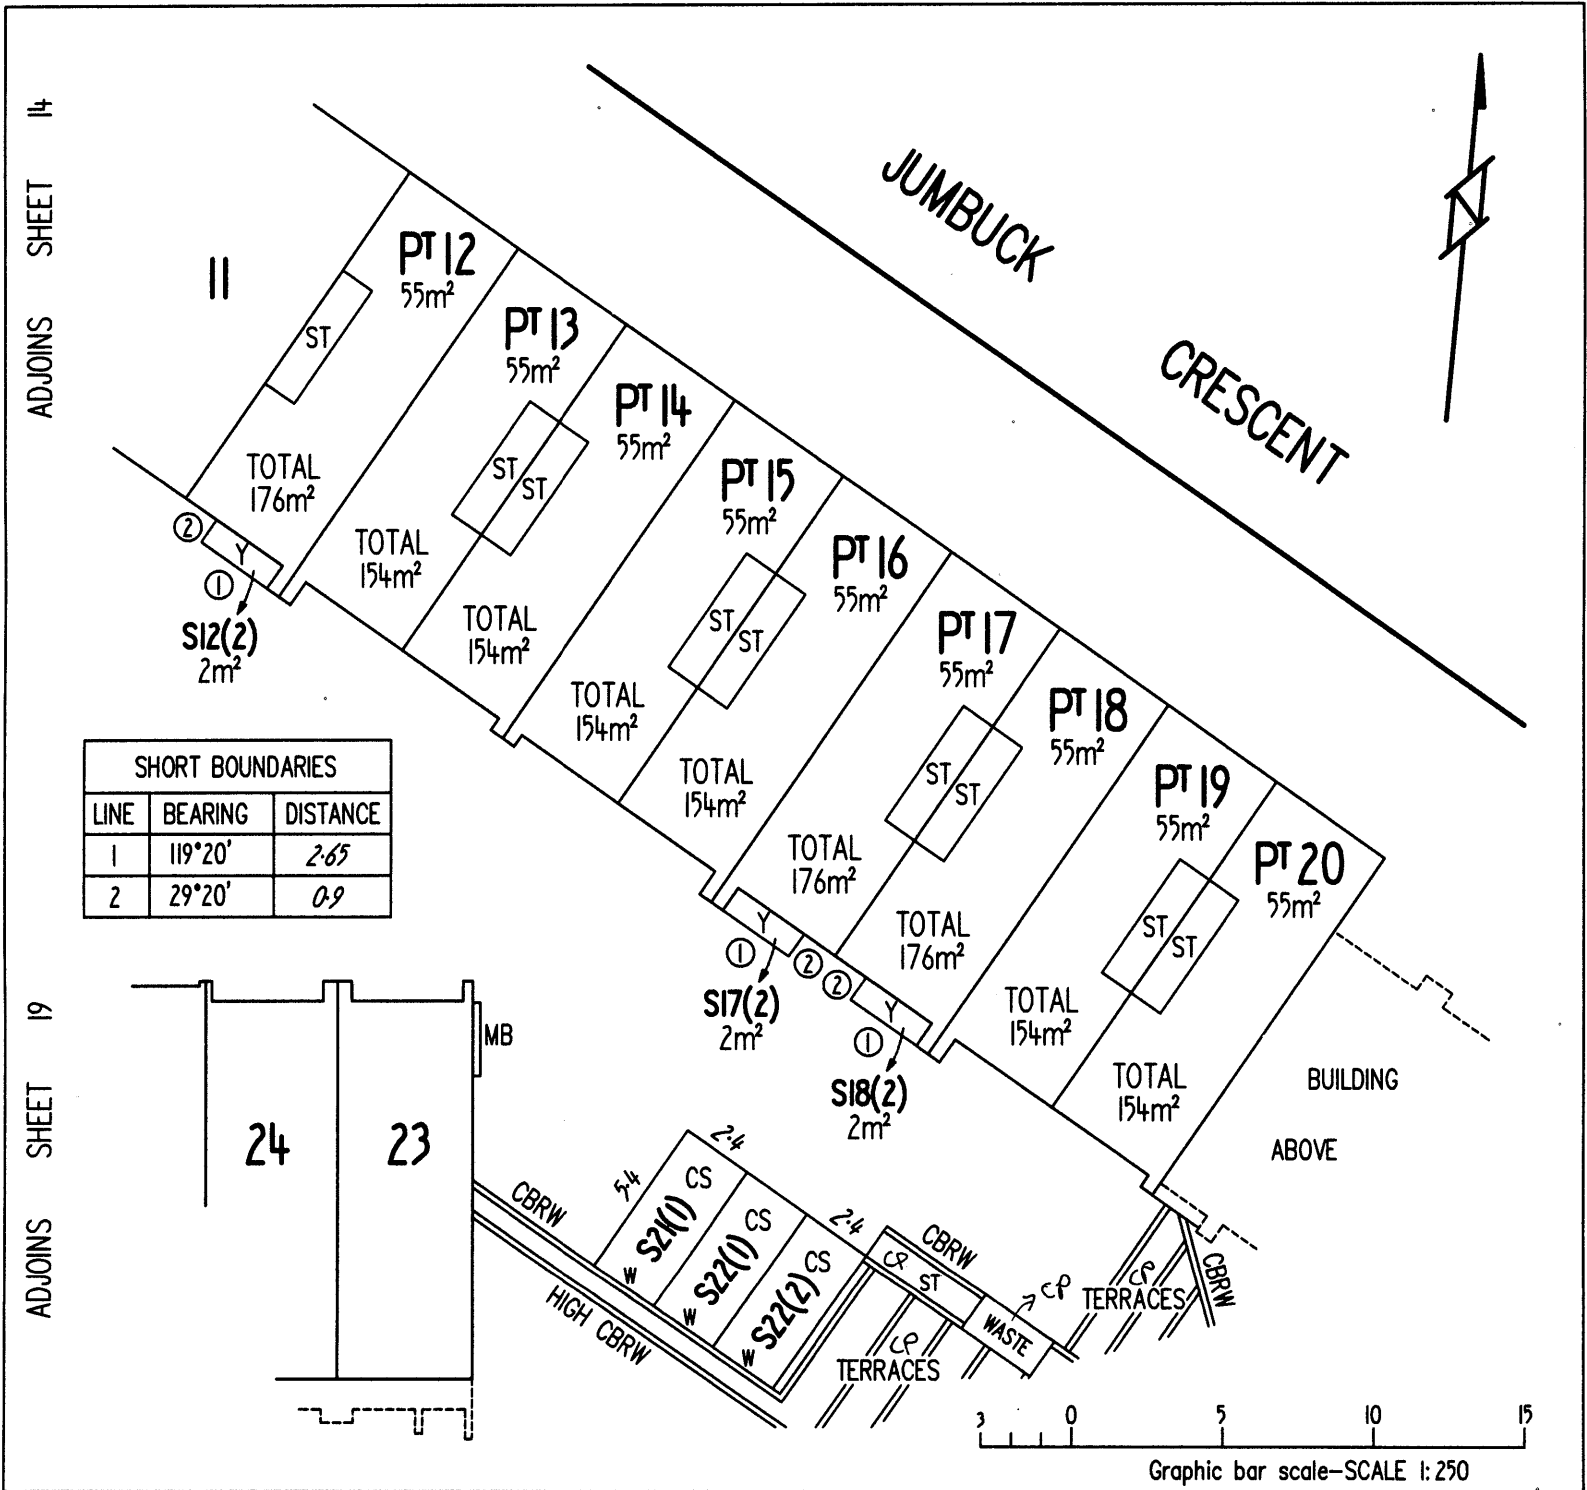 ADJOINS SHEET 14
JUMBUCK
CRESCENT
11
PT 12
55m²
ST
TOTAL
176m²
PT 13
55m²
ST
TOTAL
154m²
PT 14
55m²
ST
TOTAL
154m²
PT 15
55m²
ST
TOTAL
154m²
PT 16
55m²
ST
TOTAL
154m²
PT 17
55m²
ST
TOTAL
176m²
PT 18
55m²
ST
TOTAL
176m²
PT 19
55m²
ST
TOTAL
154m²
PT 20
55m²
ST
TOTAL
154m²
2
Y
1
S12(2)
2m²
Y
1
2
S17(2)
2m²
2
Y
1
S18(2)
2m²
BUILDING
ABOVE
SHORT BOUNDARIES
LINE BEARING DISTANCE
1 119°20' 2·65
2 29°20' 0·9
ADJOINS SHEET 19
24
23
MB
CBRW
HIGH CBRW
5·4
2·4
2·4
CS
S21(1)
W
CS
S22(1)
W
CS
S22(2)
W
CP
ST
CBRW
WASTE
CP
CP
TERRACES
CP
TERRACES
CBRW
3 0 5 10 15
Graphic bar scale–SCALE 1:250